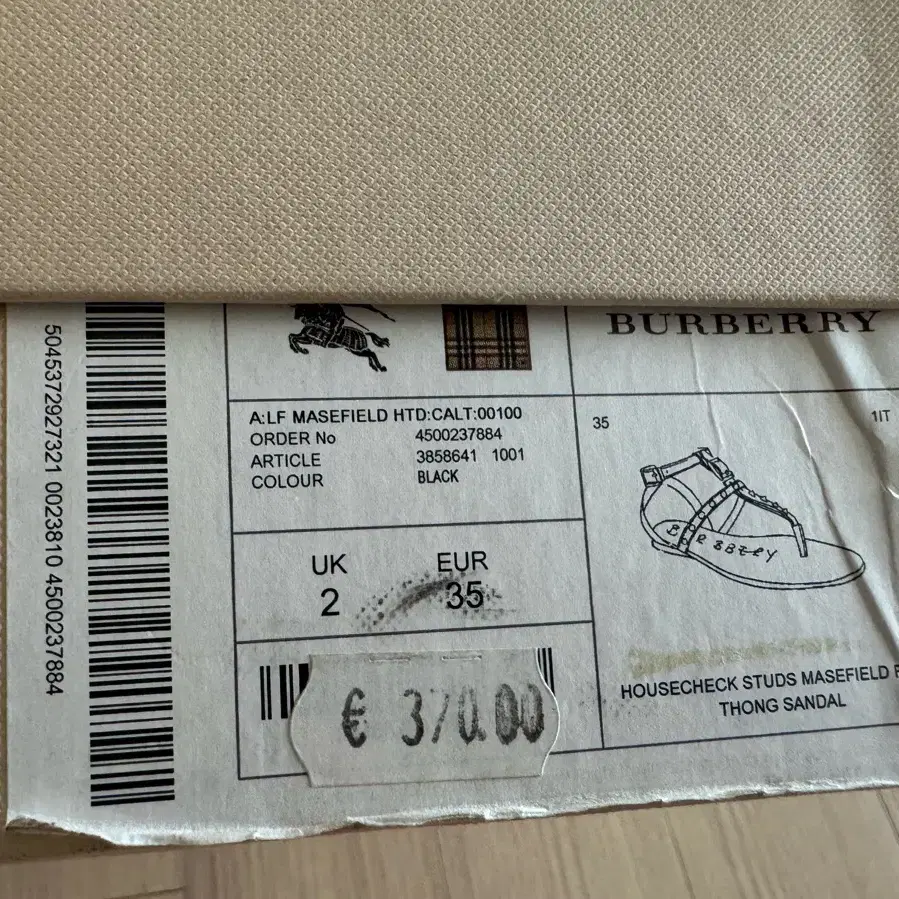 5045372927321 0023810 4500237884
BURBERRY
A:LF MASEFIELD HTD:CALT:00100
ORDER No 4500237884
ARTICLE 3858641 1001
COLOUR BLACK
UK EUR
2 35
€ 370.00
35 1IT
HOUSECHECK STUDS MASEFIELD
THONG SANDAL